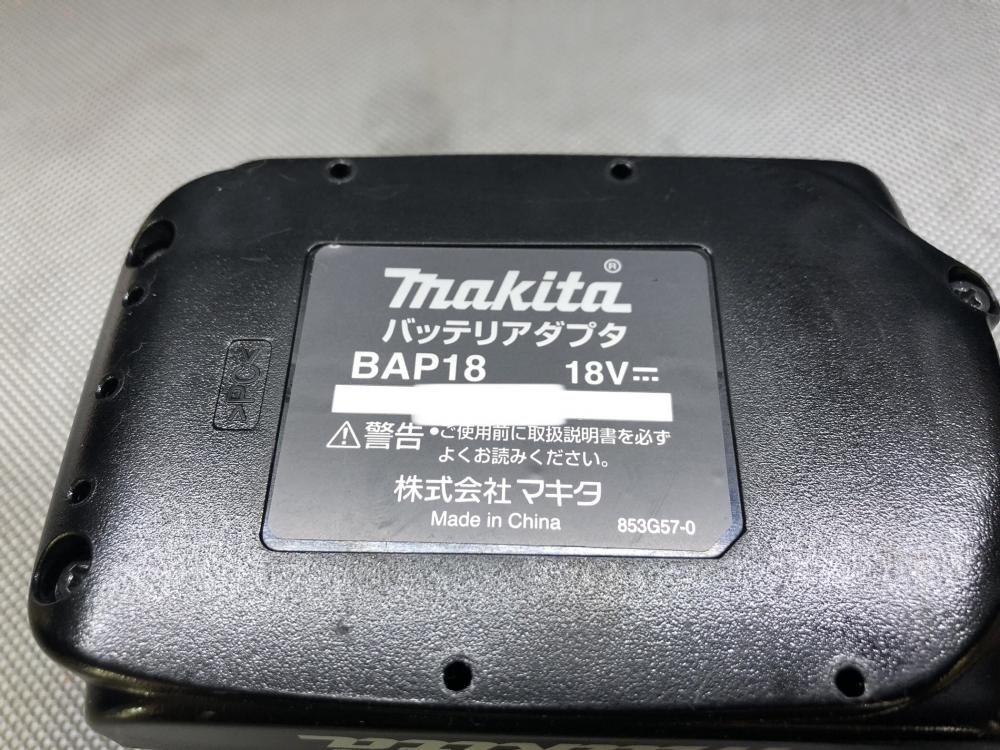 makita®
バッテリアダプタ
BAP18 18V⎓
⚠警告 •ご使用前に取扱説明書を必ず
よくお読みください。
株式会社マキタ
Made in China 853G57-0
makita